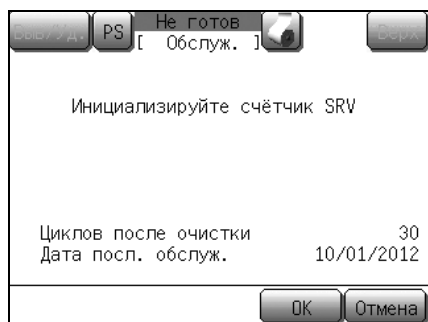 Выв/Уд. PS Не готов
[ Обслуж. ] Верх
Инициализируйте счётчик SRV
Циклов после очистки 30
Дата посл. обслуж. 10/01/2012
OK Отмена